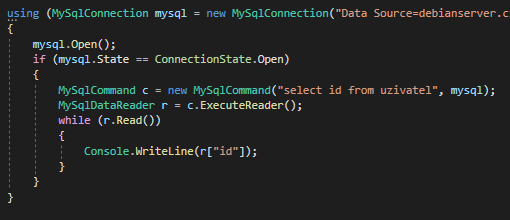 using (MySqlConnection mysql = new MySqlConnection("Data Source=debianserver.c
{
mysql.Open();
if (mysql.State == ConnectionState.Open)
{
MySqlCommand c = new MySqlCommand("select id from uzivatel", mysql);
MySqlDataReader r = c.ExecuteReader();
while (r.Read())
{
Console.WriteLine(r["id"]);
}
}
}